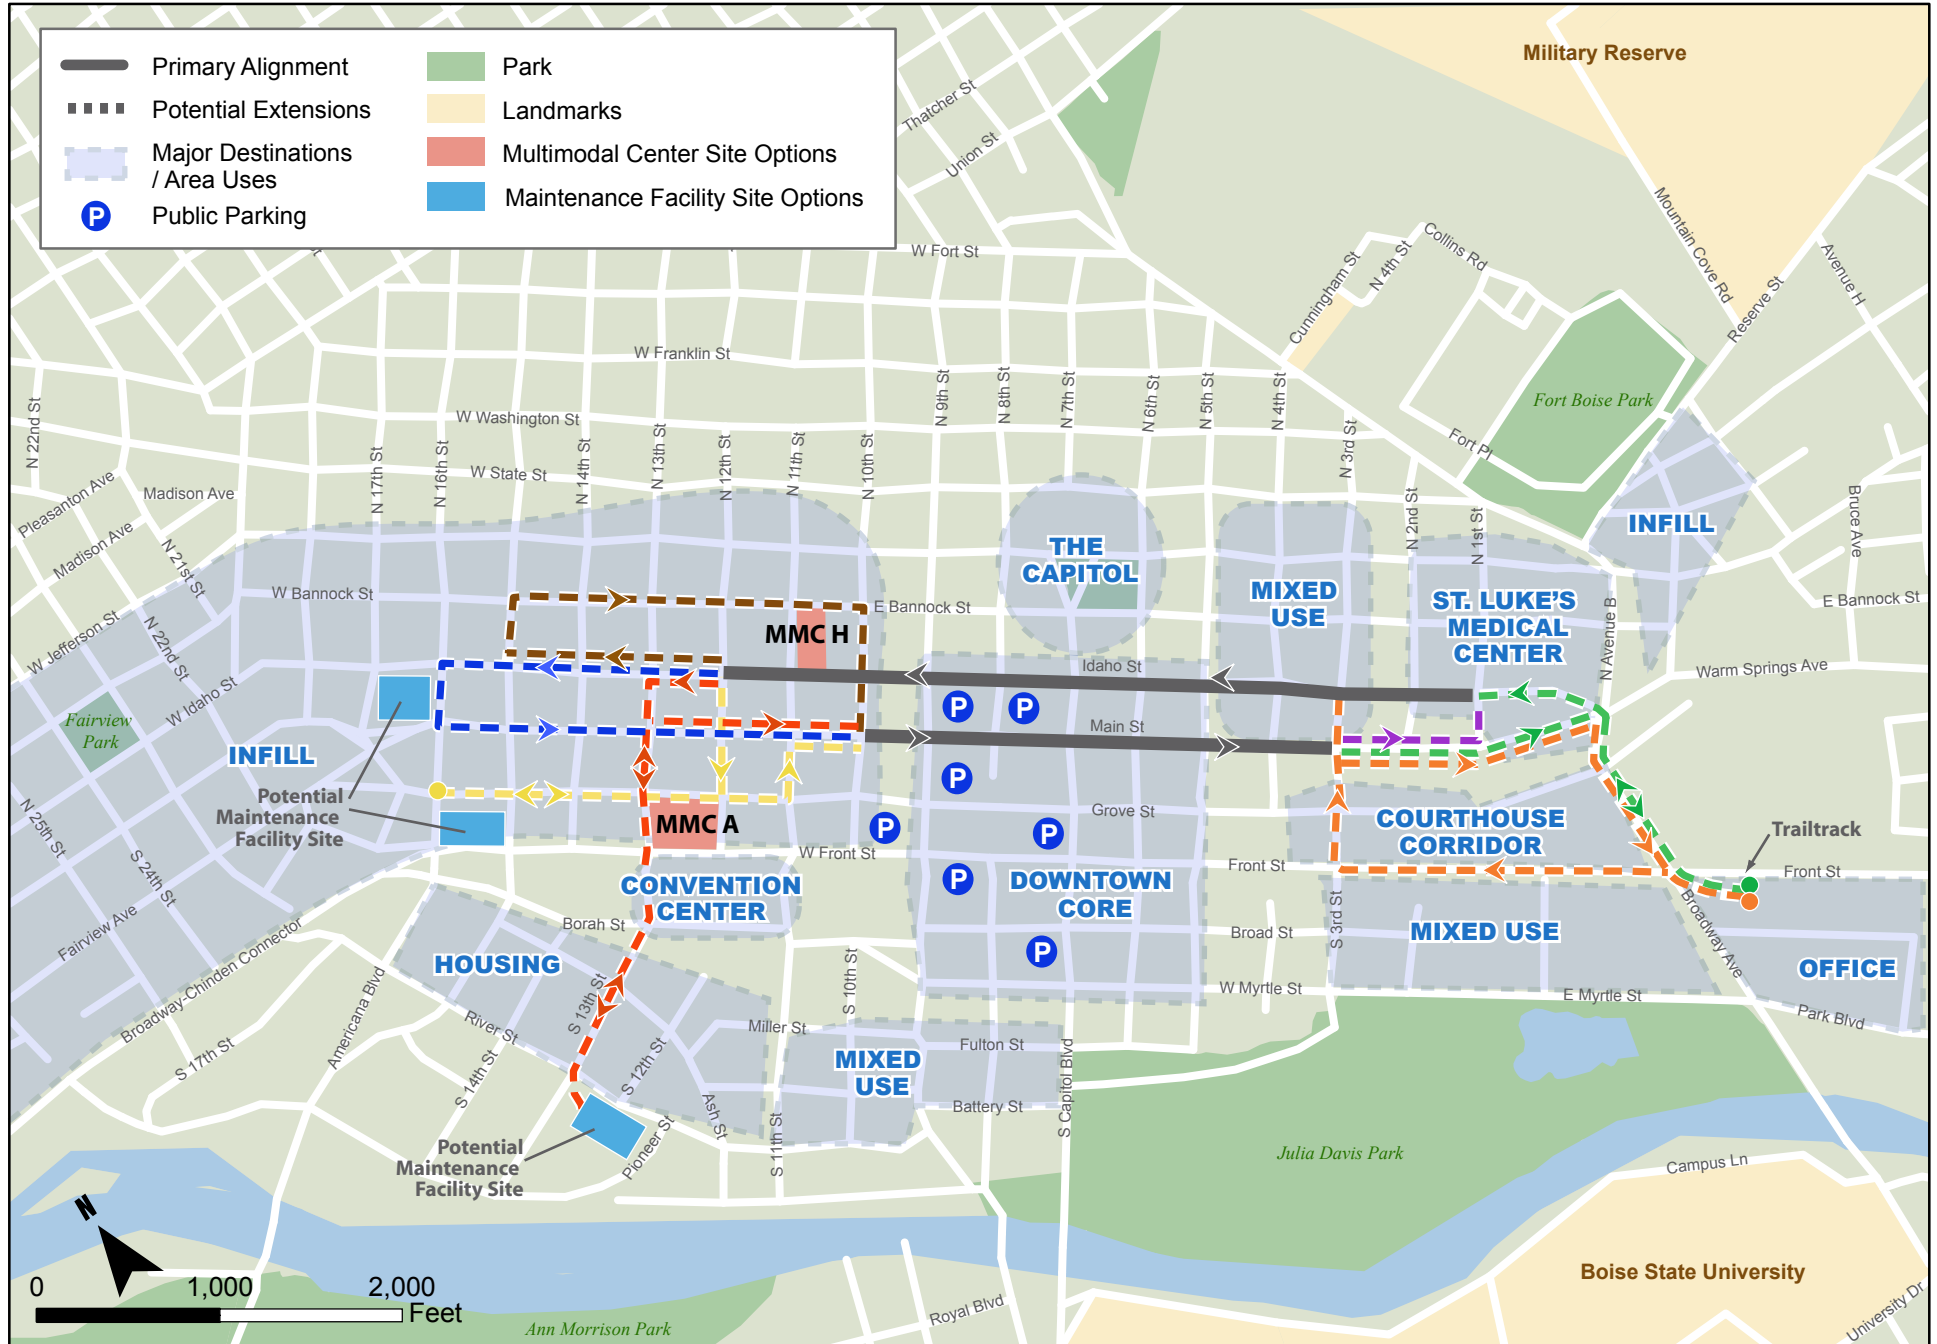 Primary Alignment
Potential Extensions
Major Destinations
/ Area Uses
P
Public Parking
Park
Landmarks
Multimodal Center Site Options
Maintenance Facility Site Options
Military Reserve
Thatcher St
Union St
W Fort St
Mountain Cove Rd
Reserve St
Avenue H
Collins Rd
N 4th St
Cunningham St
W Franklin St
Fort Boise Park
Fort Pl
N 22nd St
W Washington St
W State St
N 17th St
N 16th St
N 14th St
N 13th St
N 12th St
N 11th St
N 10th St
N 9th St
N 8th St
N 7th St
N 6th St
N 5th St
N 4th St
N 3rd St
N 2nd St
N 1st St
N Avenue B
Bruce Ave
Pleasanton Ave
Madison Ave
Madison Ave
N 21st St
N 22nd St
W Jefferson St
W Idaho St
W Bannock St
E Bannock St
E Bannock St
Warm Springs Ave
THE
CAPITOL
MIXED
USE
ST. LUKE'S
MEDICAL
CENTER
INFILL
MMC H
Idaho St
Main St
P
P
P
P
P
P
P
Fairview
Park
INFILL
Potential
Maintenance
Facility Site
MMC A
Grove St
W Front St
Front St
Front St
COURTHOUSE
CORRIDOR
Trailtrack
CONVENTION
CENTER
DOWNTOWN
CORE
N 25th St
S 24th St
Fairview Ave
Broadway-Chinden Connector
Borah St
HOUSING
Broad St
S 3rd St
MIXED USE
Broadway Ave
OFFICE
W Myrtle St
E Myrtle St
Park Blvd
Americana Blvd
River St
S 13th St
S 12th St
S 10th St
Miller St
MIXED
USE
Fulton St
S Capitol Blvd
S 17th St
S 14th St
Ash St
Battery St
S 11th St
Pioneer St
Potential
Maintenance
Facility Site
Julia Davis Park
Campus Ln
N
0
1,000
2,000
Feet
Boise State University
Royal Blvd
Ann Morrison Park
University Dr